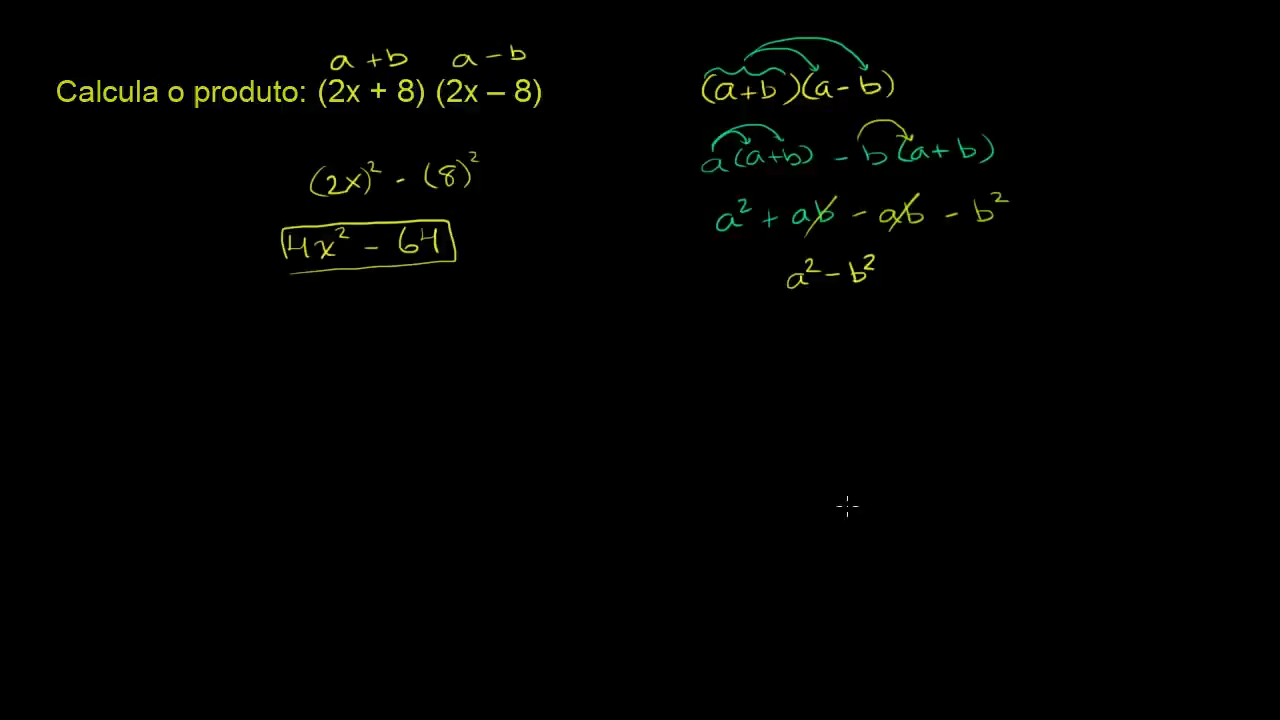 a + b a - b
Calcula o produto: (2x + 8) (2x – 8)
(2x)² - (8)²
4x² - 64
(a+b)(a-b)
a(a+b) - b(a+b)
a² + ab - ab - b²
a² - b²